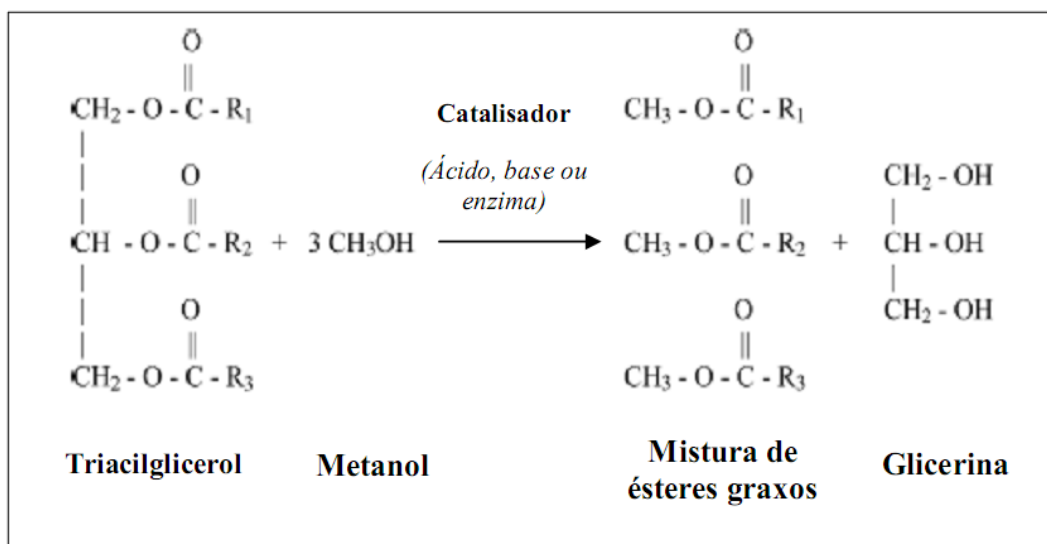 O O
|| ||
CH₂ - O - C - R₁ CH₃ - O - C - R₁
Catalisador
(Ácido, base ou
enzima)
O O CH₂ - OH
|| || |
CH - O - C - R₂ + 3 CH₃OH CH₃ - O - C - R₂ + CH - OH
O O |
|| || CH₂ - OH
CH₂ - O - C - R₃ CH₃ - O - C - R₃
Triacilglicerol Metanol Mistura de ésteres graxos Glicerina